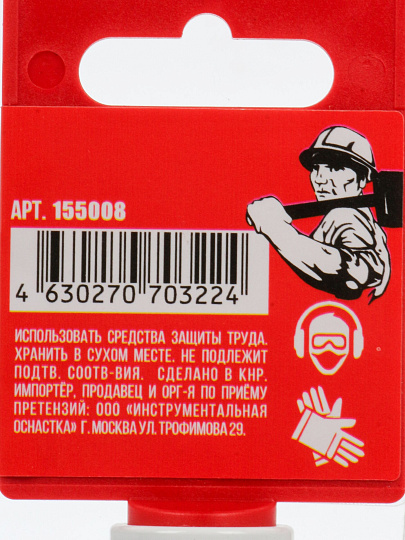 АРТ. 155008
4 630270 703224
ИСПОЛЬЗОВАТЬ СРЕДСТВА ЗАЩИТЫ ТРУДА.
ХРАНИТЬ В СУХОМ МЕСТЕ. НЕ ПОДЛЕЖИТ
ПОДТВ. СООТВ-ВИЯ. СДЕЛАНО В КНР.
ИМПОРТЁР, ПРОДАВЕЦ И ОРГ-Я ПО ПРИЁМУ
ПРЕТЕНЗИЙ: ООО «ИНСТРУМЕНТАЛЬНАЯ
ОСНАСТКА» Г. МОСКВА УЛ. ТРОФИМОВА 29.